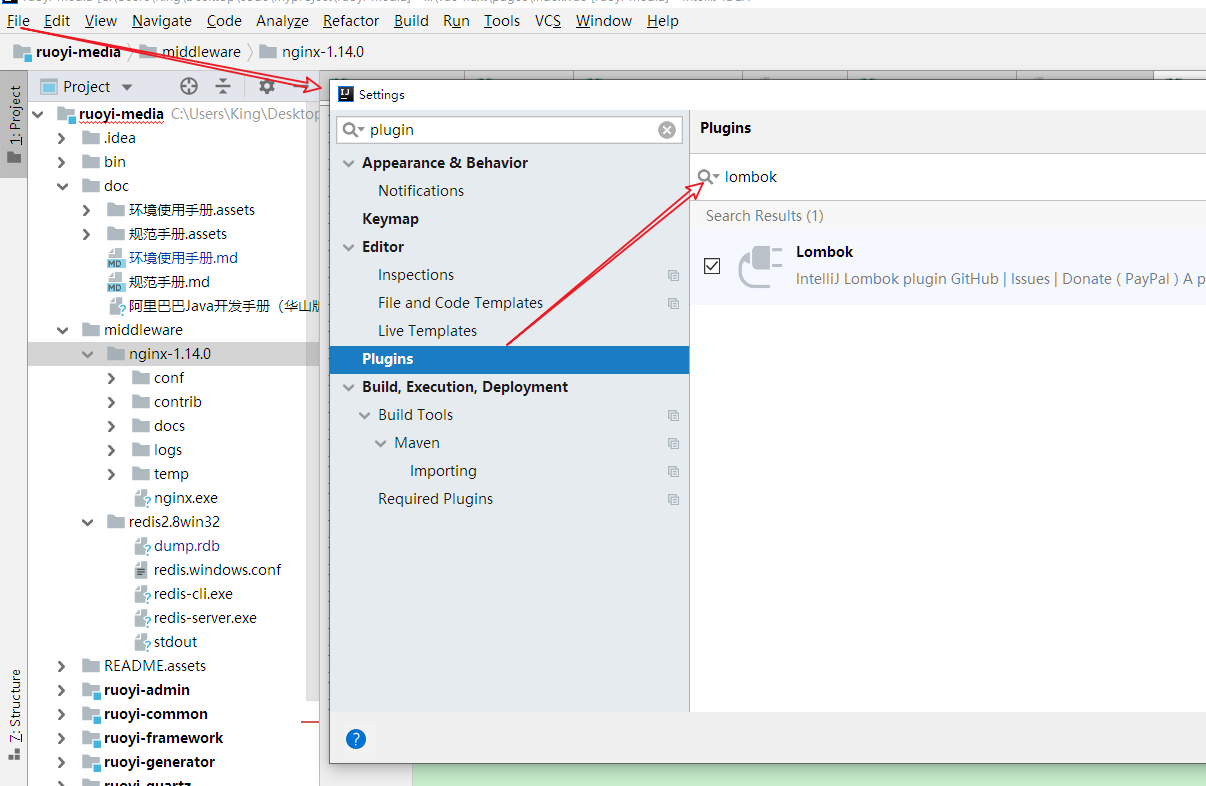 File Edit View Navigate Code Analyze Refactor Build Run Tools VCS Window Help
ruoyi-media middleware nginx-1.14.0
1: Project
Z: Structure
Project
ruoyi-media C:\Users\King\Desktop
.idea
bin
doc
环境使用手册.assets
规范手册.assets
环境使用手册.md
规范手册.md
阿里巴巴Java开发手册（华山版
middleware
nginx-1.14.0
conf
contrib
docs
logs
temp
nginx.exe
redis2.8win32
dump.rdb
redis.windows.conf
redis-cli.exe
redis-server.exe
stdout
README.assets
ruoyi-admin
ruoyi-common
ruoyi-framework
ruoyi-generator
ruoyi-quartz
Settings
plugin
Appearance & Behavior
Notifications
Keymap
Editor
Inspections
File and Code Templates
Live Templates
Plugins
Build, Execution, Deployment
Build Tools
Maven
Importing
Required Plugins
?
Plugins
lombok
Search Results (1)
Lombok
IntelliJ Lombok plugin GitHub | Issues | Donate ( PayPal ) A p